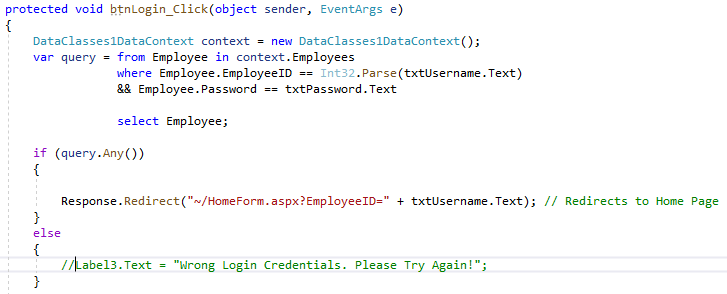 protected void btnLogin_Click(object sender, EventArgs e)
{
DataClasses1DataContext context = new DataClasses1DataContext();
var query = from Employee in context.Employees
where Employee.EmployeeID == Int32.Parse(txtUsername.Text)
&& Employee.Password == txtPassword.Text
select Employee;
if (query.Any())
{
Response.Redirect("~/HomeForm.aspx?EmployeeID=" + txtUsername.Text); // Redirects to Home Page
}
else
{
//Label3.Text = "Wrong Login Credentials. Please Try Again!";
}